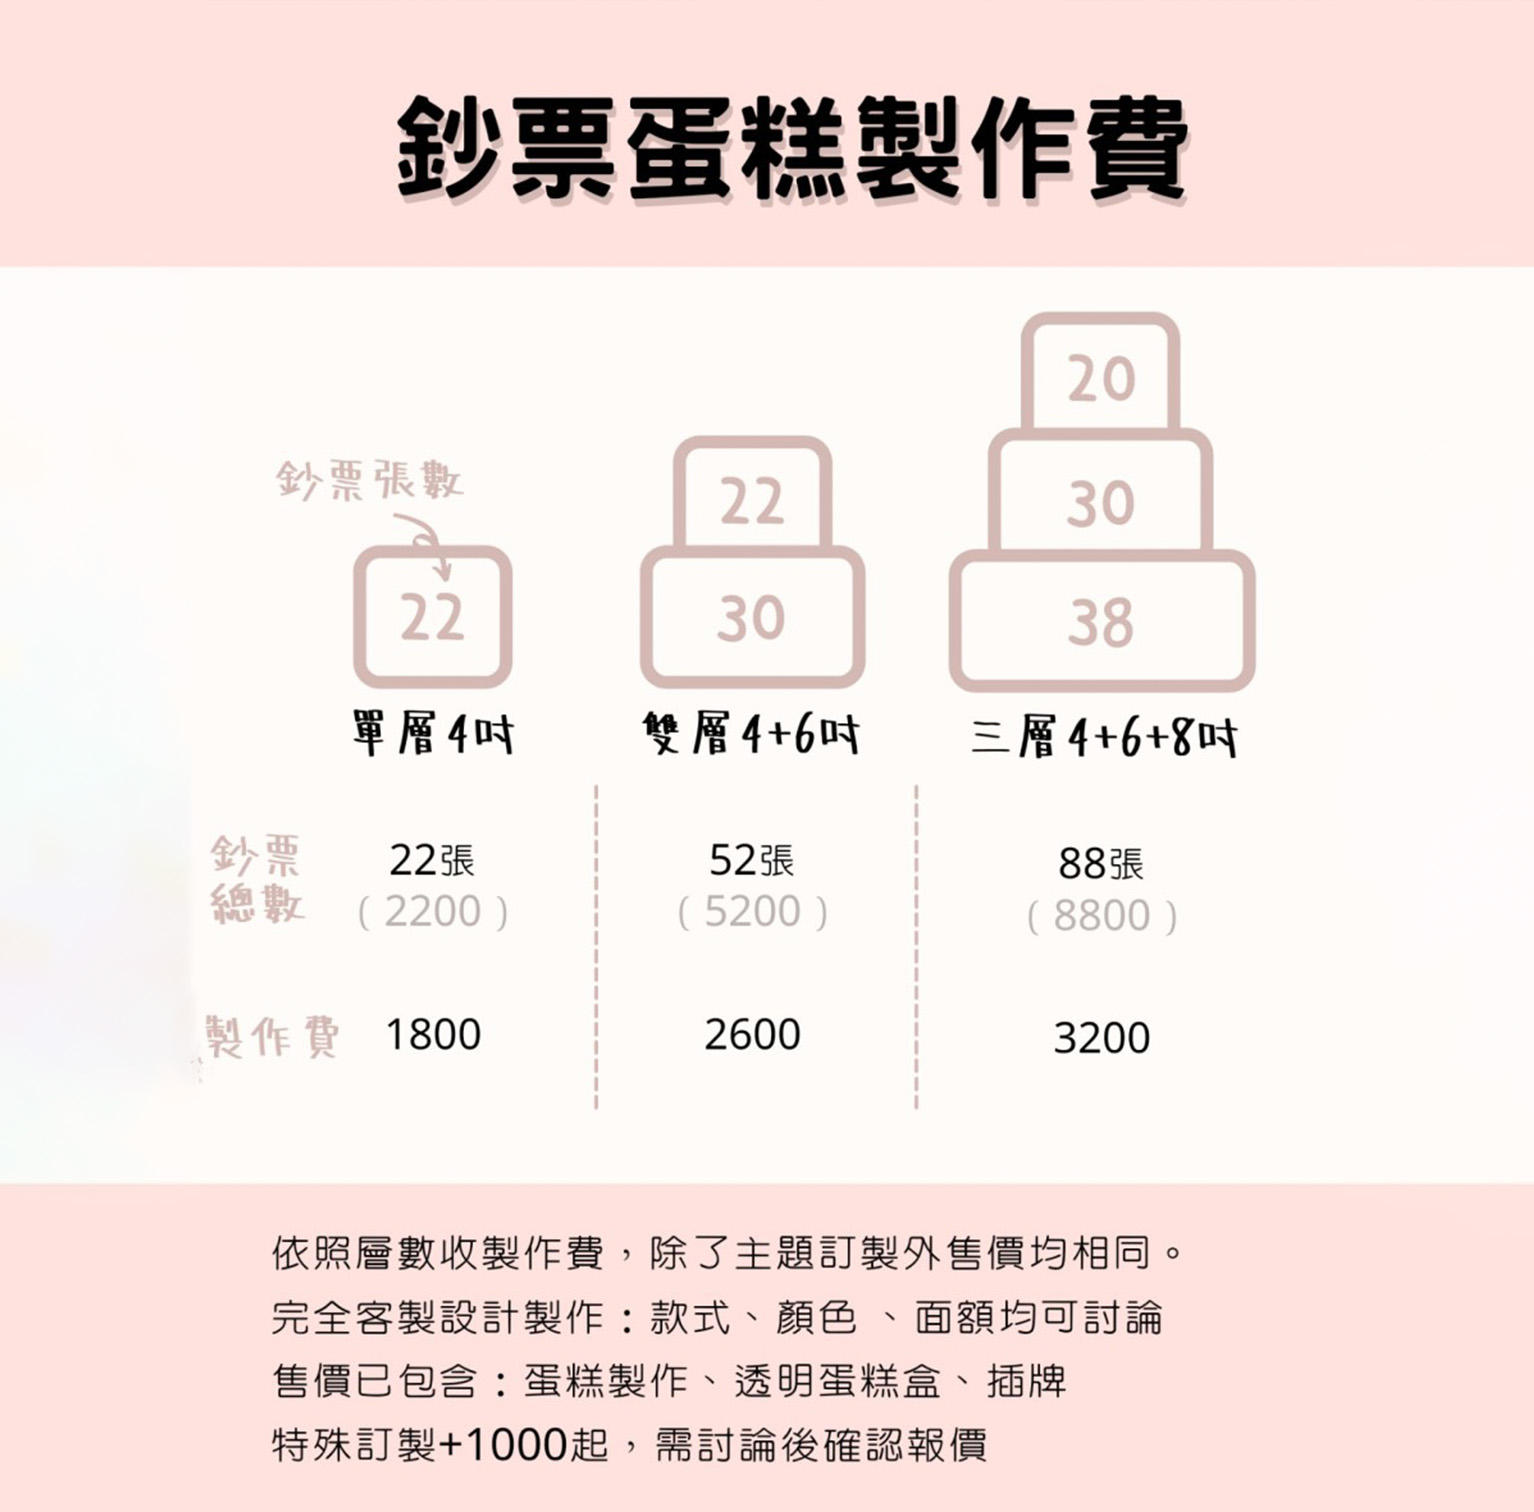 鈔票蛋糕製作費
鈔票張數
22
22
30
20
30
38
單層4吋
雙層4+6吋
三層4+6+8吋
鈔票
總數
22張
(2200)
52張
(5200)
88張
(8800)
製作費
1800
2600
3200
依照層數收製作費，除了主題訂製外售價均相同。
完全客製設計製作：款式、顏色 、面額均可討論
售價已包含：蛋糕製作、透明蛋糕盒、插牌
特殊訂製+1000起，需討論後確認報價